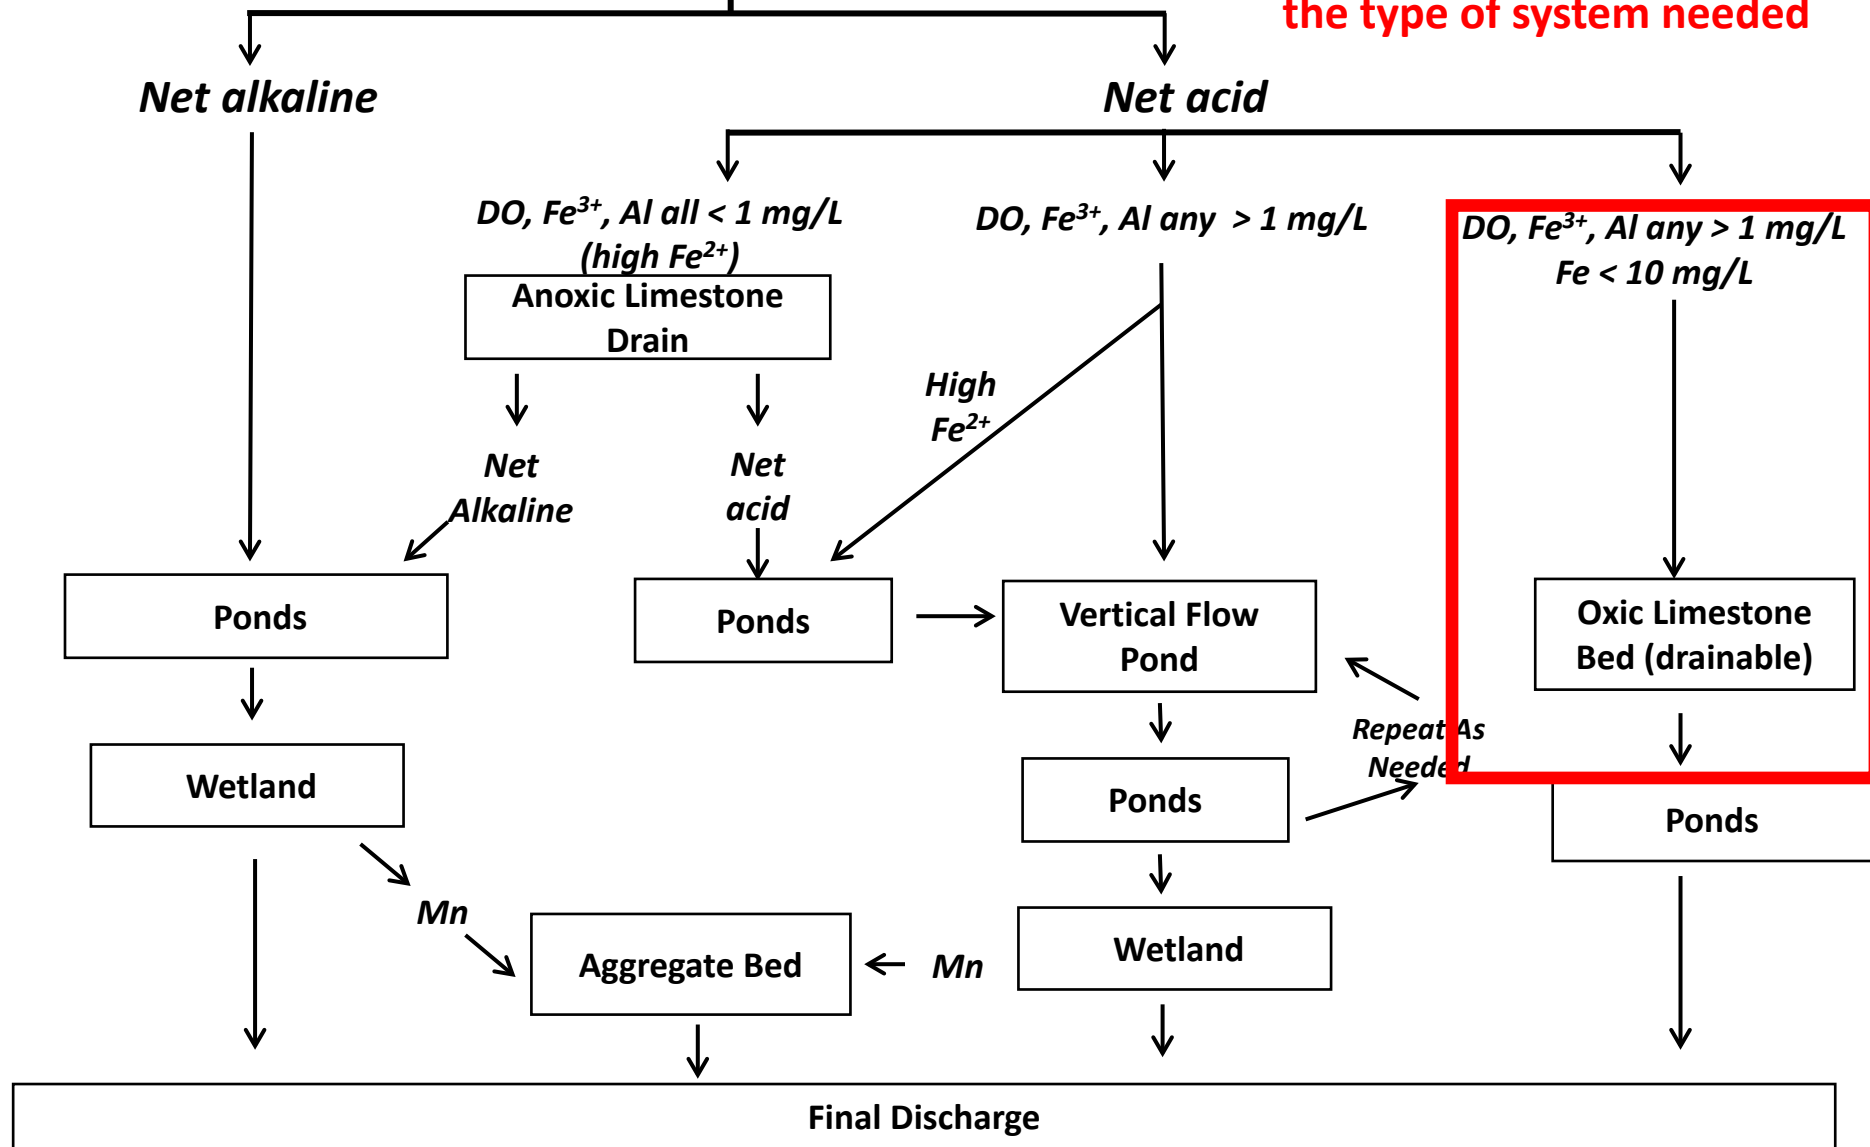 the type of system needed
Net alkaline
Net acid
DO, Fe³⁺, Al all < 1 mg/L
(high Fe²⁺)
DO, Fe³⁺, Al any > 1 mg/L
DO, Fe³⁺, Al any > 1 mg/L
Fe < 10 mg/L
Anoxic Limestone
Drain
High
Fe²⁺
Net
Alkaline
Net
acid
Ponds
Ponds
Vertical Flow
Pond
Oxic Limestone
Bed (drainable)
Repeat As
Needed
Wetland
Ponds
Ponds
Mn
Aggregate Bed
Mn
Wetland
Final Discharge